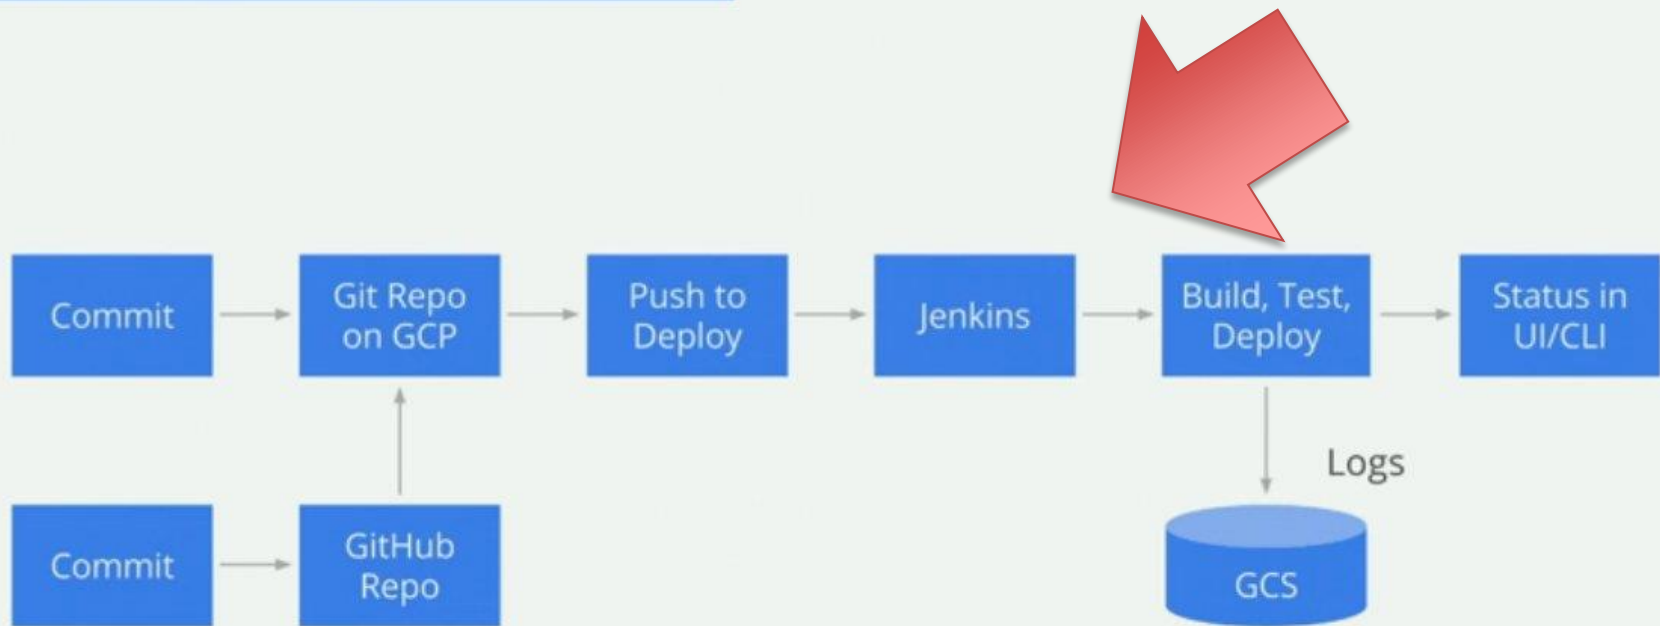 Commit
Git Repo
on GCP
Push to
Deploy
Jenkins
Build, Test,
Deploy
Status in
UI/CLI
Logs
Commit
GitHub
Repo
GCS